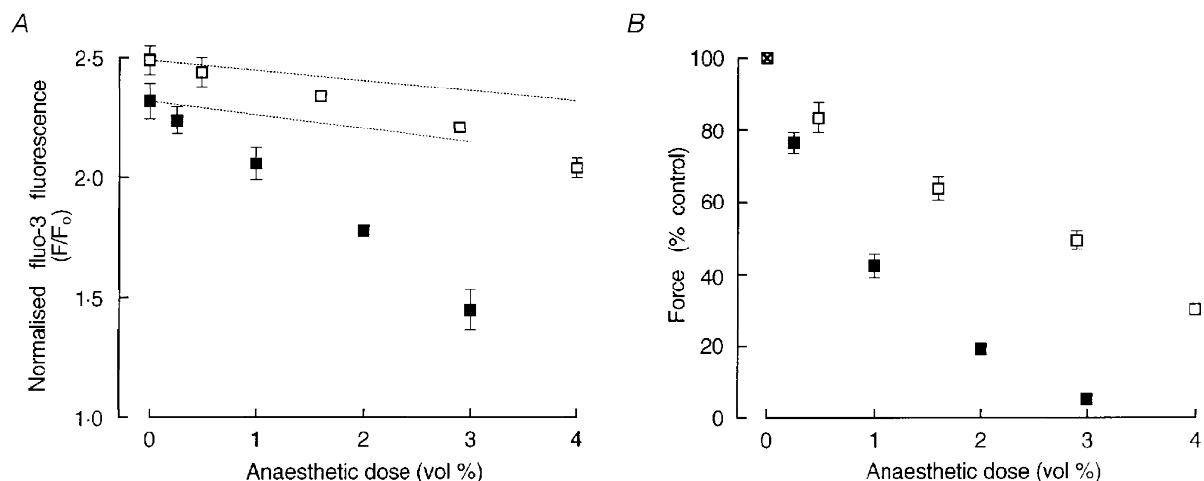 A
Normalised fluo-3 fluorescence
(F/Fo)
2·5
2·0
1·5
1·0
0 1 2 3 4
Anaesthetic dose (vol %)
B
Force (% control)
100
80
60
40
20
0
0 1 2 3 4
Anaesthetic dose (vol %)